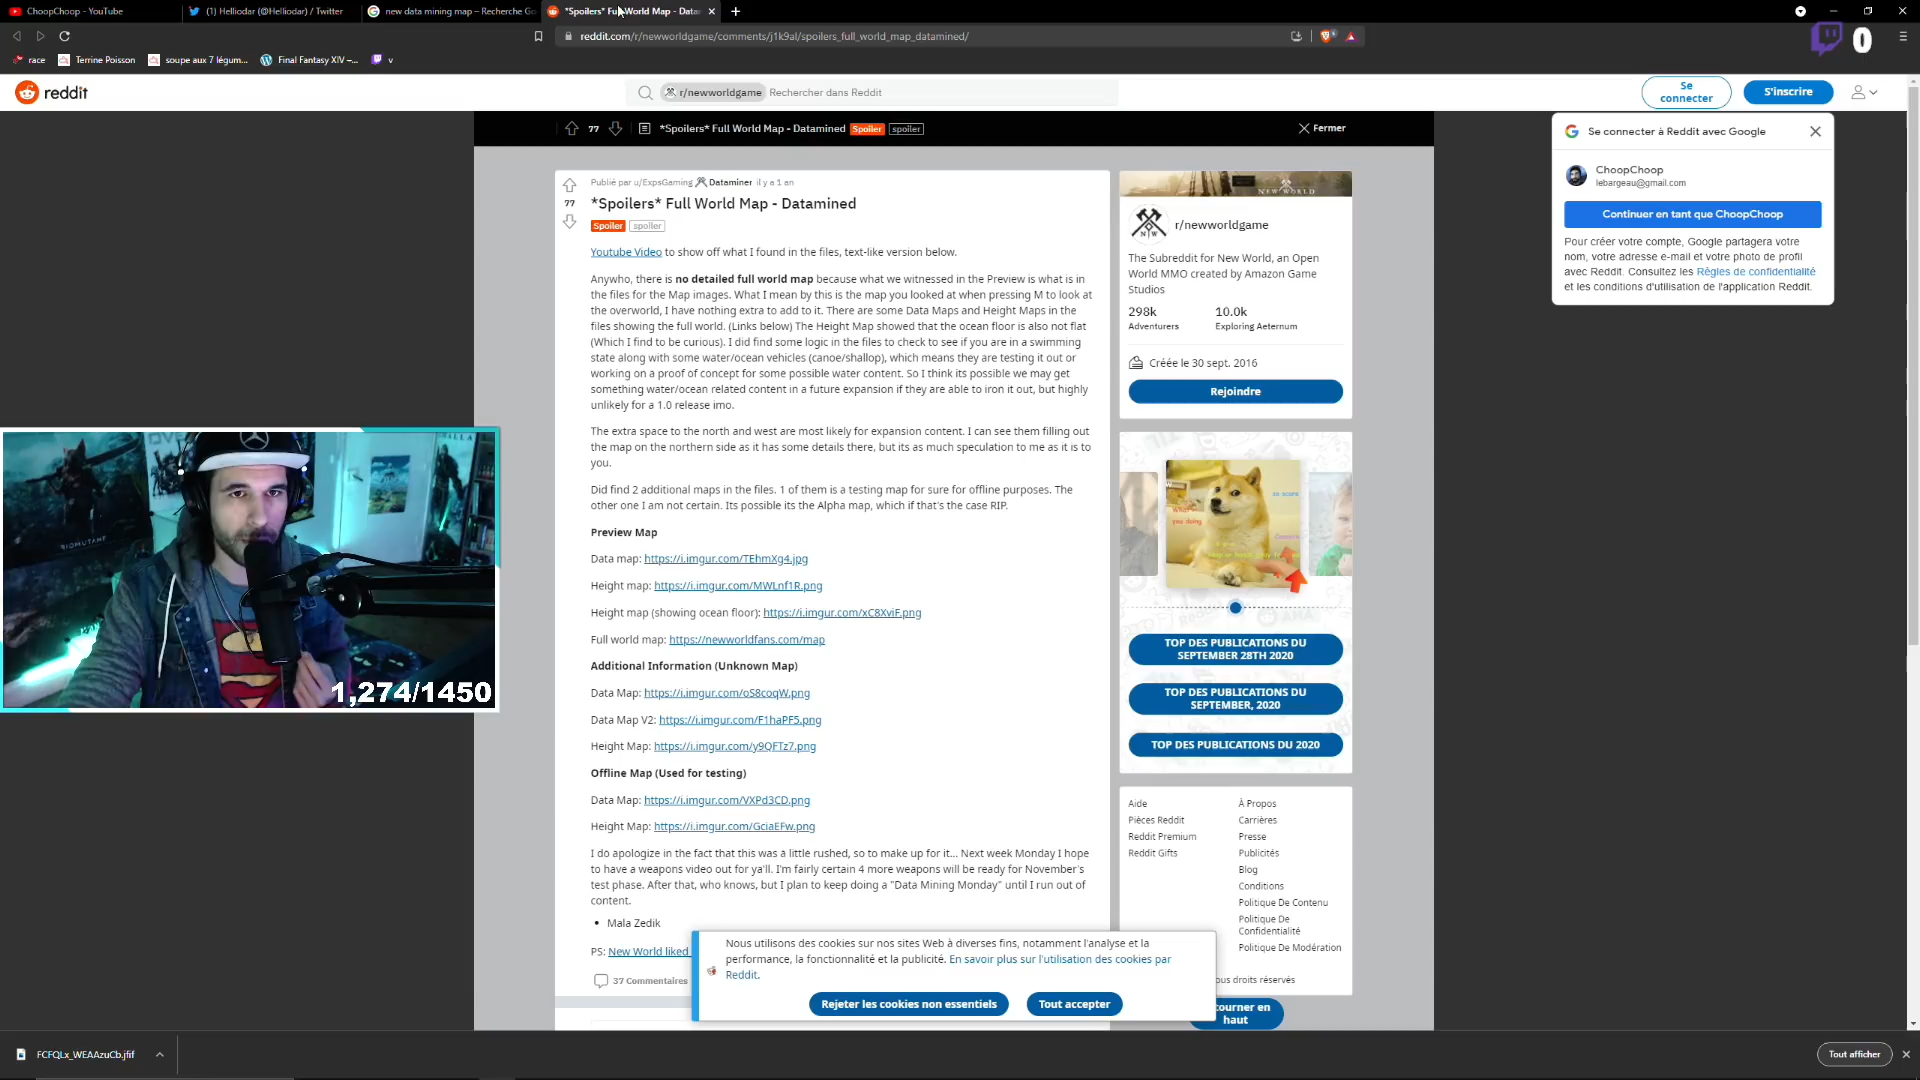 ChoopChoop - YouTube
(1) Helliodar (@Helliodar) / Twitter
new data mining map – Recherche Go
*Spoilers* Full World Map - Data
reddit.com/r/newworldgame/comments/j1k9al/spoilers_full_world_map_datamined/
0
race
Terrine Poisson
soupe aux 7 légum...
Final Fantasy XIV –...
v
reddit
r/newworldgame
Rechercher dans Reddit
Se
connecter
S'inscrire
77
*Spoilers* Full World Map - Datamined
Spoiler
spoiler
Fermer
Se connecter à Reddit avec Google
ChoopChoop
lebargeau@gmail.com
Continuer en tant que ChoopChoop
Pour créer votre compte, Google partagera votre
nom, votre adresse e-mail et votre photo de profil
avec Reddit. Consultez les Règles de confidentialité
et les conditions d'utilisation de l'application Reddit.
77
Publié par u/ExpsGaming Dataminer il y a 1 an
*Spoilers* Full World Map - Datamined
Spoiler
spoiler
Youtube Video to show off what I found in the files, text-like version below.
Anywho, there is no detailed full world map because what we witnessed in the Preview is what is in
the files for the Map images. What I mean by this is the map you looked at when pressing M to look at
the overworld, I have nothing extra to add to it. There are some Data Maps and Height Maps in the
files showing the full world. (Links below) The Height Map showed that the ocean floor is also not flat
(Which I find to be curious). I did find some logic in the files to check to see if you are in a swimming
state along with some water/ocean vehicles (canoe/shallop), which means they are testing it out or
working on a proof of concept for some possible water content. So I think its possible we may get
something water/ocean related content in a future expansion if they are able to iron it out, but highly
unlikely for a 1.0 release imo.
The extra space to the north and west are most likely for expansion content. I can see them filling out
the map on the northern side as it has some details there, but its as much speculation to me as it is to
you.
Did find 2 additional maps in the files. 1 of them is a testing map for sure for offline purposes. The
other one I am not certain. Its possible its the Alpha map, which if that's the case RIP.
Preview Map
Data map: https://i.imgur.com/TEhmXg4.jpg
Height map: https://i.imgur.com/MWLnf1R.png
Height map (showing ocean floor): https://i.imgur.com/xC8XviF.png
Full world map: https://newworldfans.com/map
Additional Information (Unknown Map)
Data Map: https://i.imgur.com/oS8coqW.png
Data Map V2: https://i.imgur.com/F1haPF5.png
Height Map: https://i.imgur.com/y9QFTz7.png
Offline Map (Used for testing)
Data Map: https://i.imgur.com/VXPd3CD.png
Height Map: https://i.imgur.com/GciaEFw.png
I do apologize in the fact that this was a little rushed, so to make up for it... Next week Monday I hope
to have a weapons video out for ya'll. I'm fairly certain 4 more weapons will be ready for November's
test phase. After that, who knows, but I plan to keep doing a "Data Mining Monday" until I run out of
content.
• Mala Zedik
PS: New World liked
37 Commentaires
NEW WORLD
r/newworldgame
The Subreddit for New World, an Open
World MMO created by Amazon Game
Studios
298k
10.0k
Adventurers
Exploring Aeternum
Créée le 30 sept. 2016
Rejoindre
TOP DES PUBLICATIONS DU
SEPTEMBER 28TH 2020
TOP DES PUBLICATIONS DU
SEPTEMBER, 2020
TOP DES PUBLICATIONS DU 2020
Aide
À Propos
Pièces Reddit
Carrières
Reddit Premium
Presse
Reddit Gifts
Publicités
Blog
Conditions
Politique De Contenu
Politique De
Confidentialité
Politique De Modération
ous droits réservés
ourner en
haut
Nous utilisons des cookies sur nos sites Web à diverses fins, notamment l'analyse et la
performance, la fonctionnalité et la publicité. En savoir plus sur l'utilisation des cookies par
Reddit.
Rejeter les cookies non essentiels
Tout accepter
BIOMUTANT
1,274/1450
FCFQLx_WEAAzuCb.jfif
Tout afficher